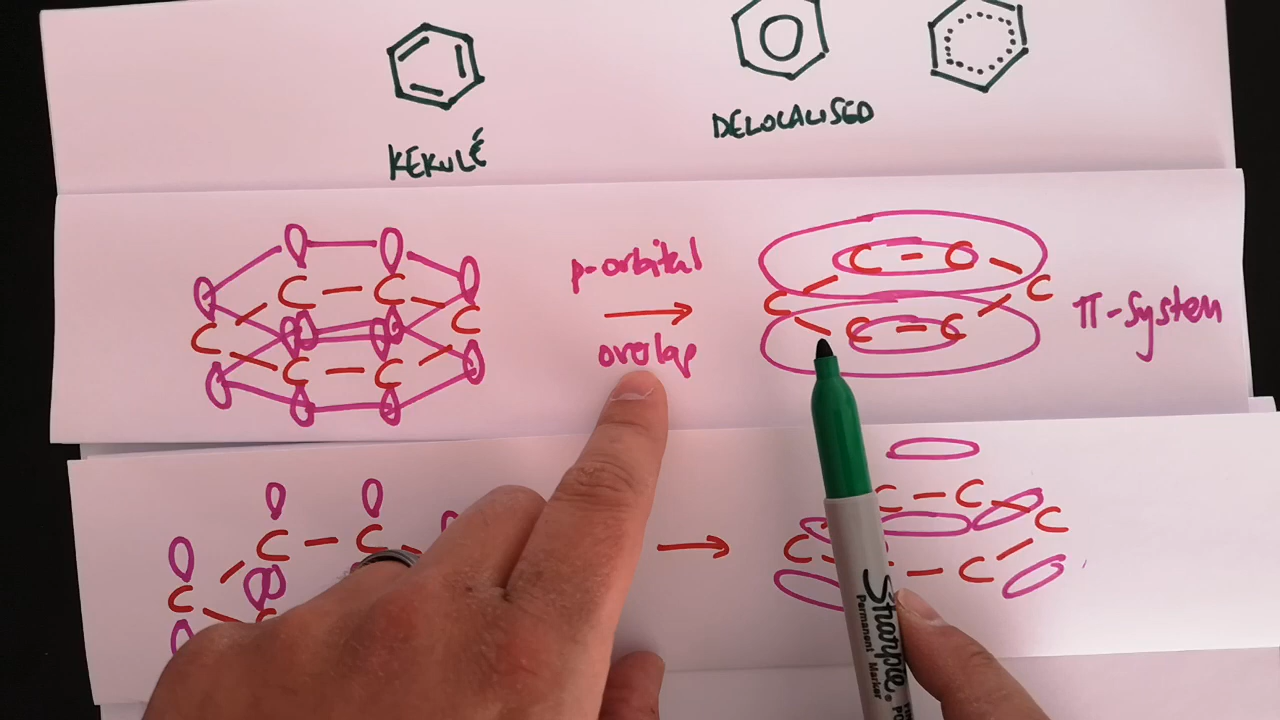 KEKULÉ
DELOCALISED
C C C C C C
p-orbital
overlap
C C C C C C
π-system
C C C C
C C C C C
Sharpie
Permanent Marker